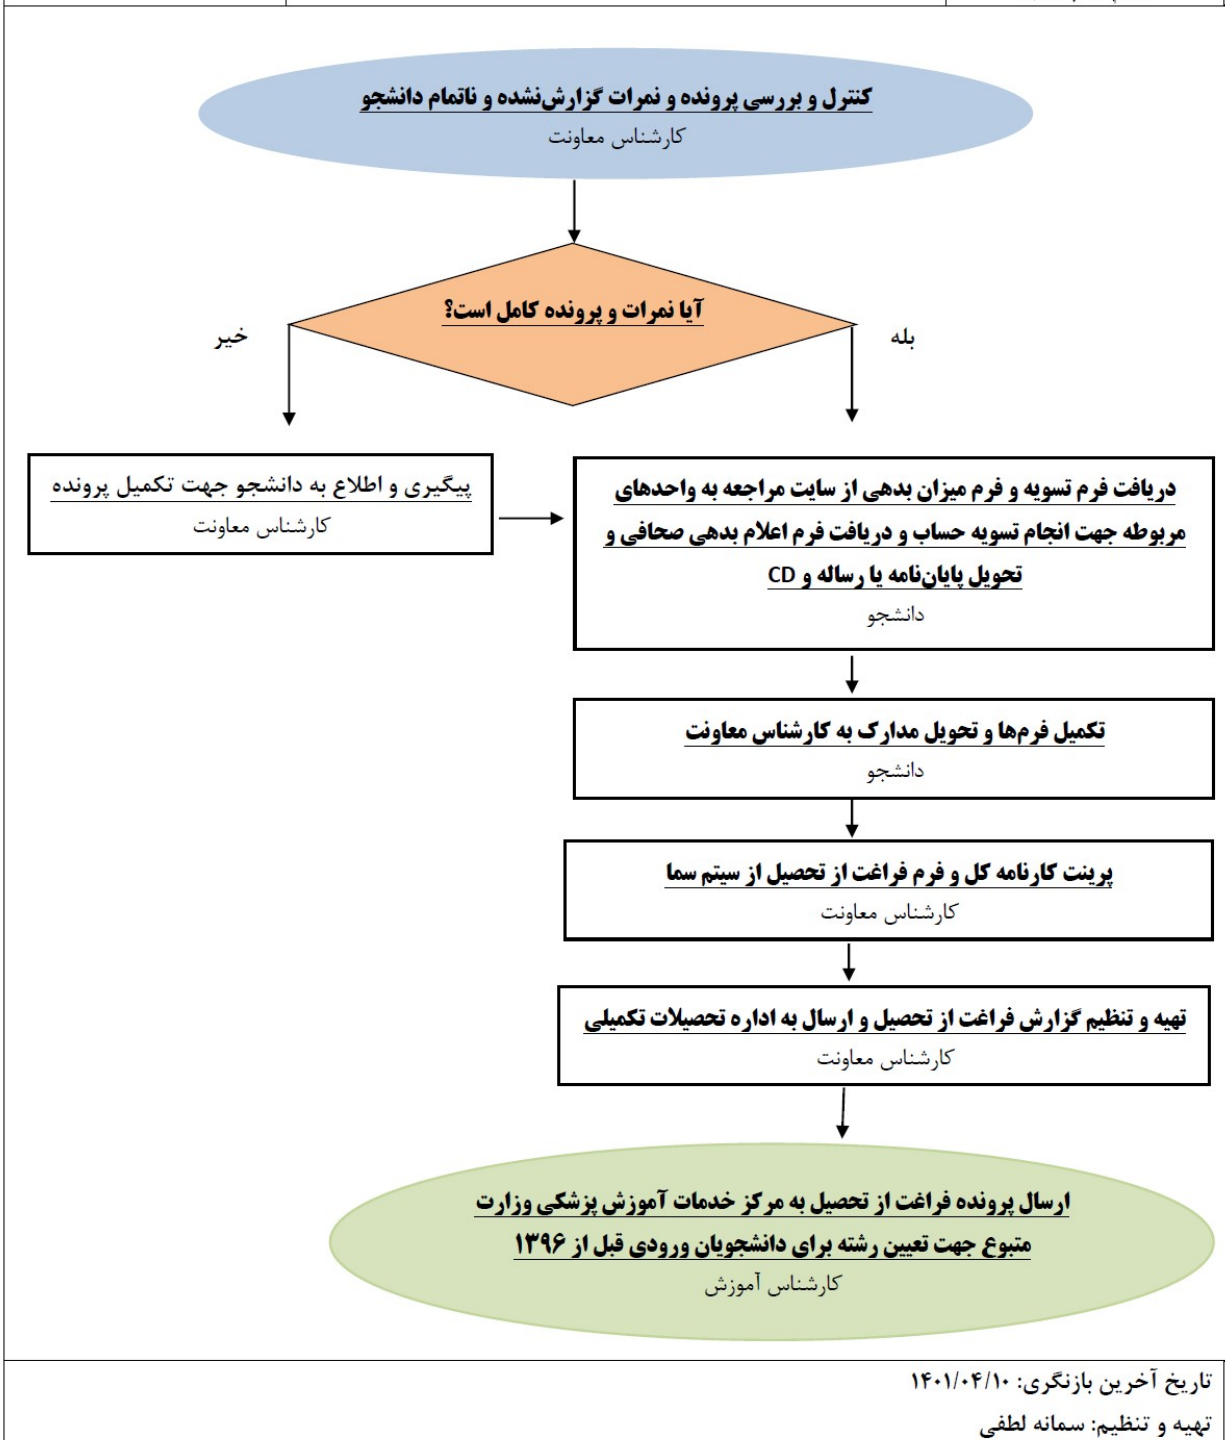 کنترل و بررسی پرونده و نمرات گزارش‌نشده و ناتمام دانشجو
کارشناس معاونت
آیا نمرات و پرونده کامل است؟
بله
خیر
پیگیری و اطلاع به دانشجو جهت تکمیل پرونده
کارشناس معاونت
دریافت فرم تسویه و فرم میزان بدهی از سایت مراجعه به واحدهای
مربوطه جهت انجام تسویه حساب و دریافت فرم اعلام بدهی صحافی و
تحویل پایان‌نامه یا رساله و CD
دانشجو
تکمیل فرم‌ها و تحویل مدارک به کارشناس معاونت
دانشجو
پرینت کارنامه کل و فرم فراغت از تحصیل از سیتم سما
کارشناس معاونت
تهیه و تنظیم گزارش فراغت از تحصیل و ارسال به اداره تحصیلات تکمیلی
کارشناس معاونت
ارسال پرونده فراغت از تحصیل به مرکز خدمات آموزش پزشکی وزارت
متبوع جهت تعیین رشته برای دانشجویان ورودی قبل از ۱۳۹۶
کارشناس آموزش
تاریخ آخرین بازنگری: ۱۴۰۱/۰۴/۱۰
تهیه و تنظیم: سمانه لطفی